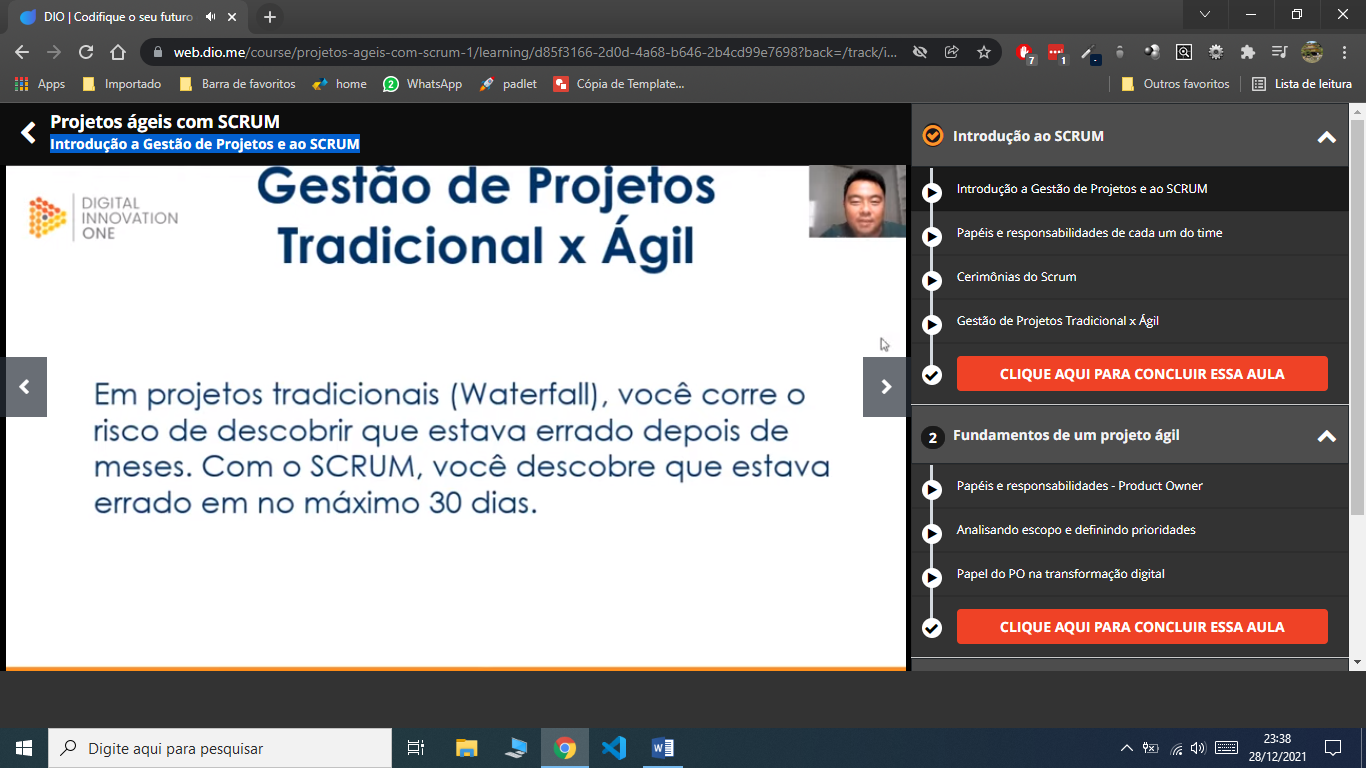 DIO | Codifique o seu futuro
web.dio.me/course/projetos-ageis-com-scrum-1/learning/d85f3166-2d0d-4a68-b646-2b4cd99e7698?back=/track/i...
7
1
Apps
Importado
Barra de favoritos
home
2
WhatsApp
padlet
Cópia de Template...
Outros favoritos
Lista de leitura
Projetos ágeis com SCRUM
Introdução a Gestão de Projetos e ao SCRUM
DIGITAL
INNOVATION
ONE
Gestão de Projetos
Tradicional x Ágil
Em projetos tradicionais (Waterfall), você corre o
risco de descobrir que estava errado depois de
meses. Com o SCRUM, você descobre que estava
errado em no máximo 30 dias.
Introdução ao SCRUM
Introdução a Gestão de Projetos e ao SCRUM
Papéis e responsabilidades de cada um do time
Cerimônias do Scrum
Gestão de Projetos Tradicional x Ágil
CLIQUE AQUI PARA CONCLUIR ESSA AULA
2 Fundamentos de um projeto ágil
Papéis e responsabilidades - Product Owner
Analisando escopo e definindo prioridades
Papel do PO na transformação digital
CLIQUE AQUI PARA CONCLUIR ESSA AULA
Digite aqui para pesquisar
23:38
28/12/2021